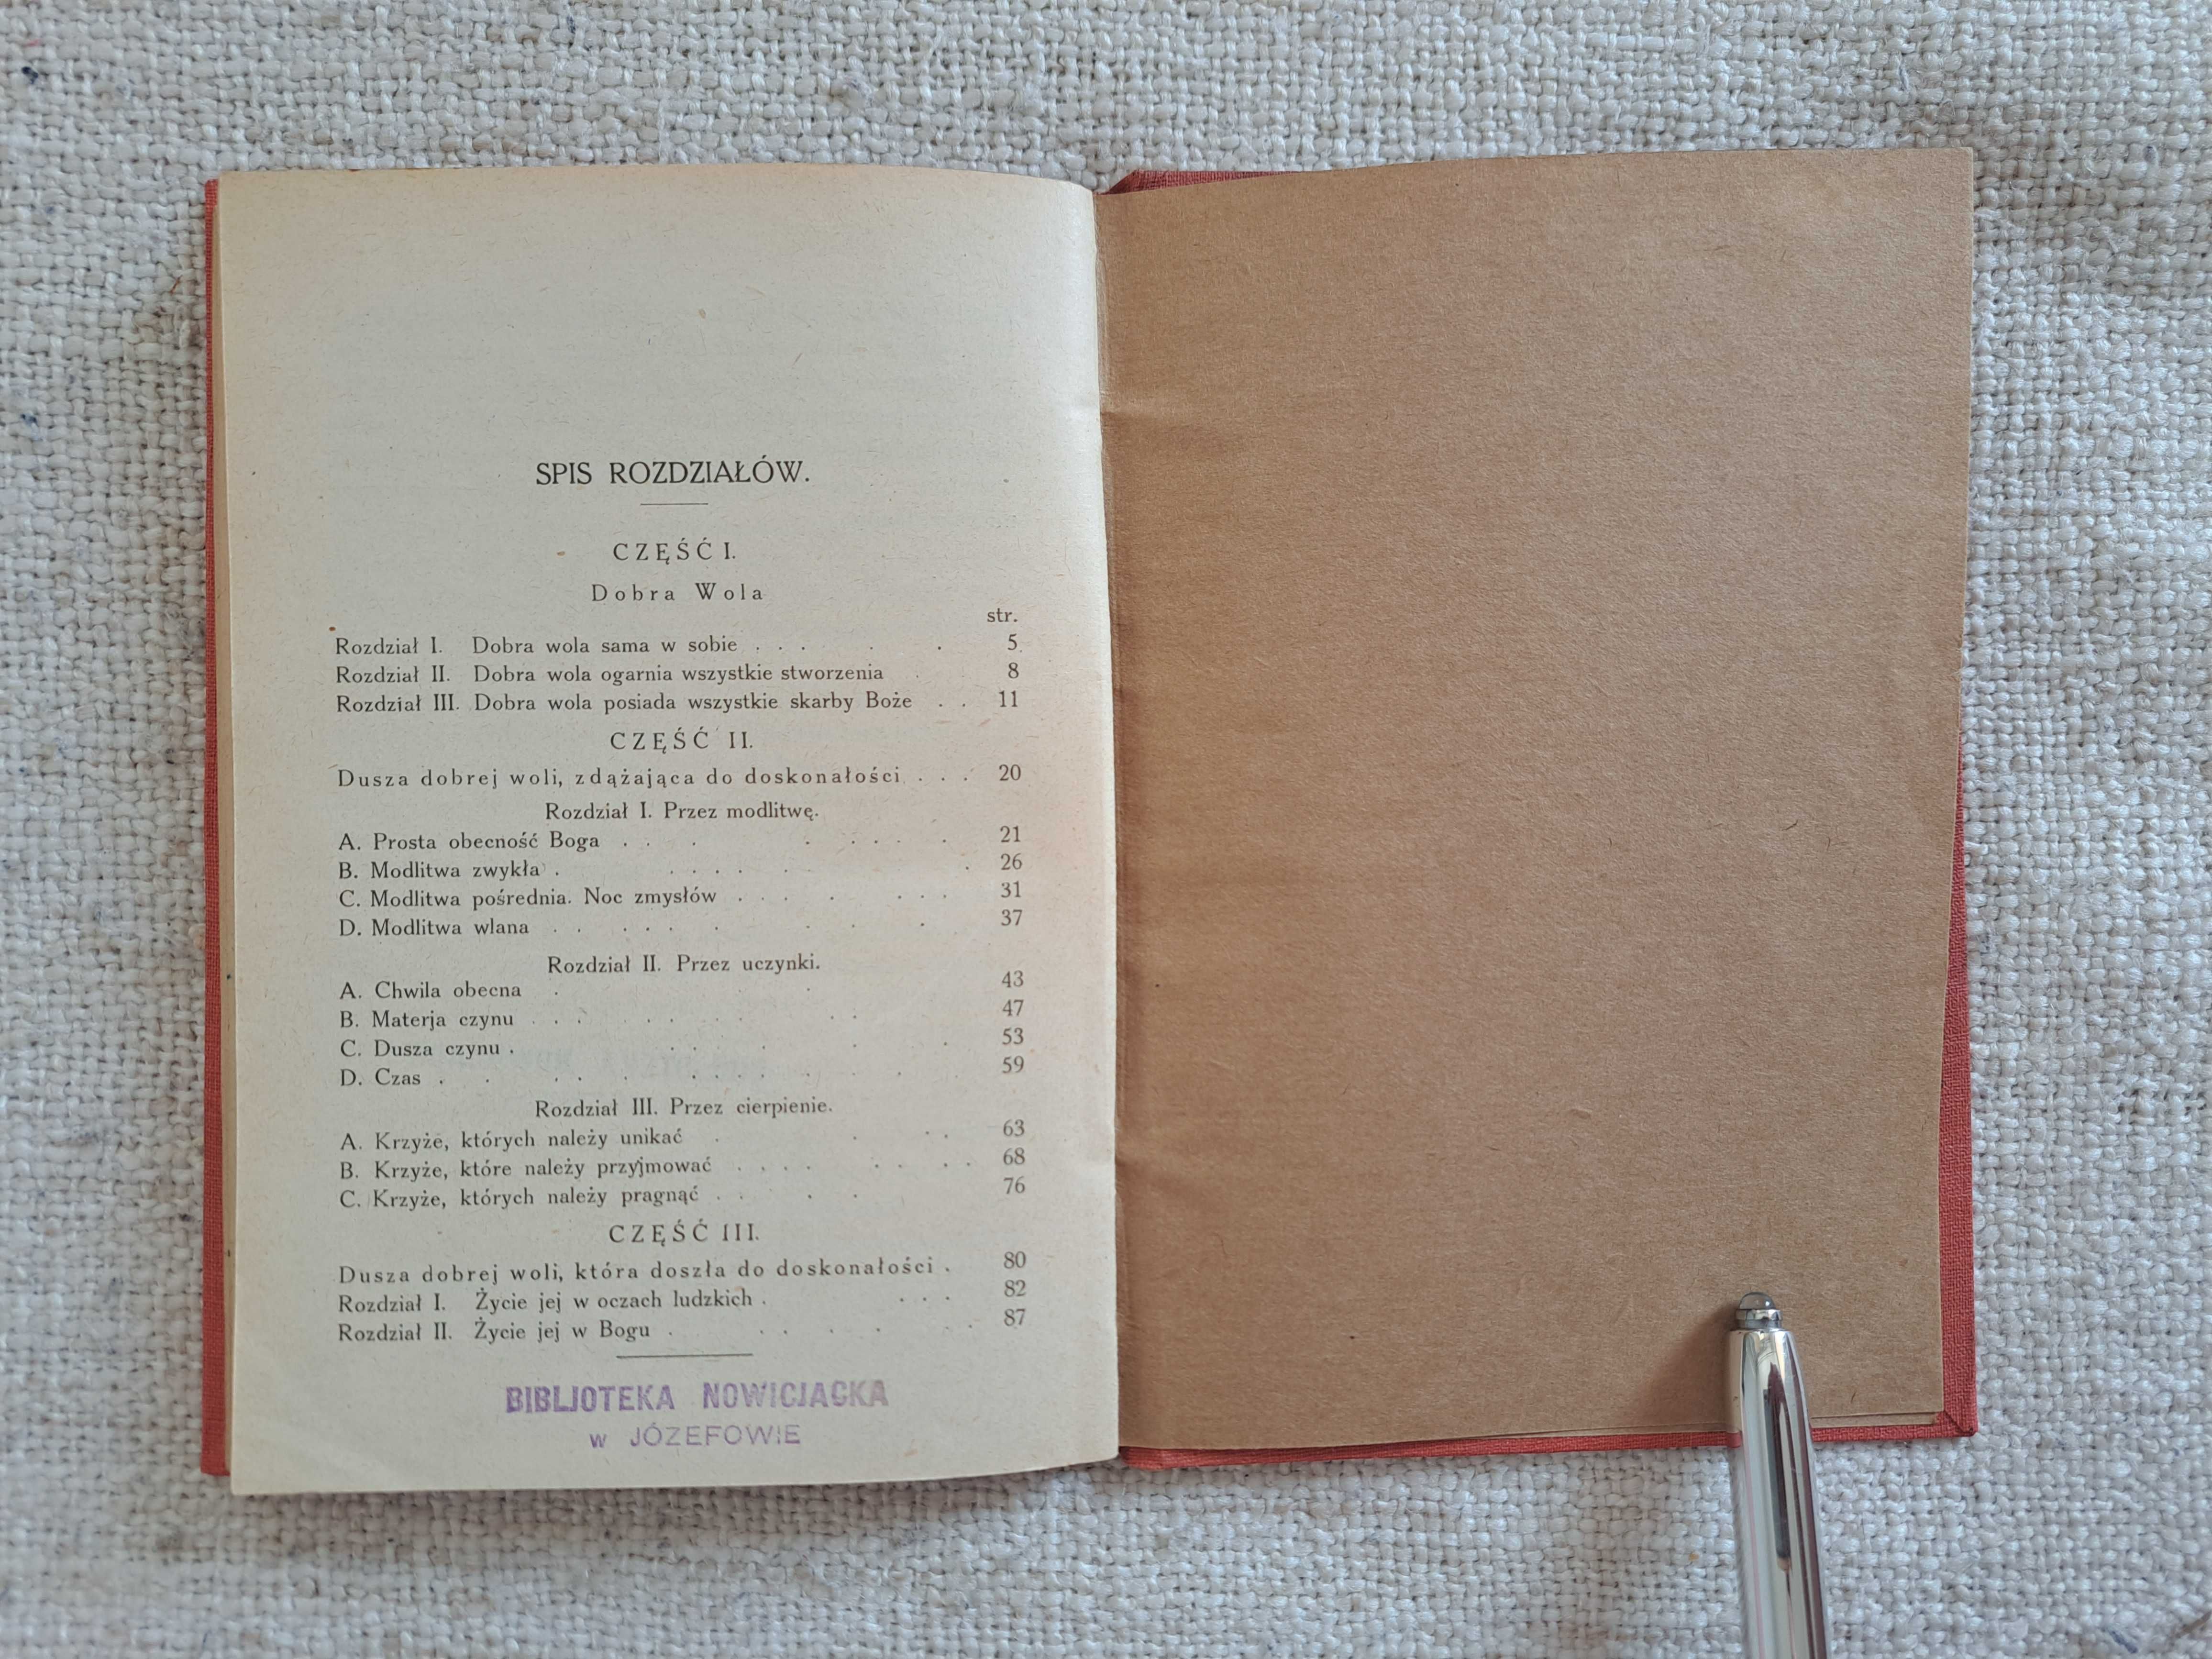 SPIS ROZDZIAŁÓW.
CZĘŚĆ I.
Dobra Wola
str.
Rozdział I. Dobra wola sama w sobie . . . . . 5
Rozdział II. Dobra wola ogarnia wszystkie stworzenia . 8
Rozdział III. Dobra wola posiada wszystkie skarby Boże . . 11
CZĘŚĆ II.
Dusza dobrej woli, zdążająca do doskonałości . . . 20
Rozdział I. Przez modlitwę.
A. Prosta obecność Boga . . . . . . . . 21
B. Modlitwa zwykła . . . . . . . 26
C. Modlitwa pośrednia. Noc zmysłów . . . . . . . 31
D. Modlitwa wlana . . . . . . . . . 37
Rozdział II. Przez uczynki.
A. Chwila obecna . . 43
B. Materja czynu . . . . . . . . . 47
C. Dusza czynu . . . . . . 53
D. Czas . . . . . . . . . . . . 59
Rozdział III. Przez cierpienie.
A. Krzyże, których należy unikać . . . . 63
B. Krzyże, które należy przyjmować . . . . . . . . 68
C. Krzyże, których należy pragnąć . . . . 76
CZĘŚĆ III.
Dusza dobrej woli, która doszła do doskonałości . 80
Rozdział I. Życie jej w oczach ludzkich . . . . 82
Rozdział II. Życie jej w Bogu . . . . . . . 87
BIBLJOTEKA NOWICJACKA
w JÓZEFOWIE